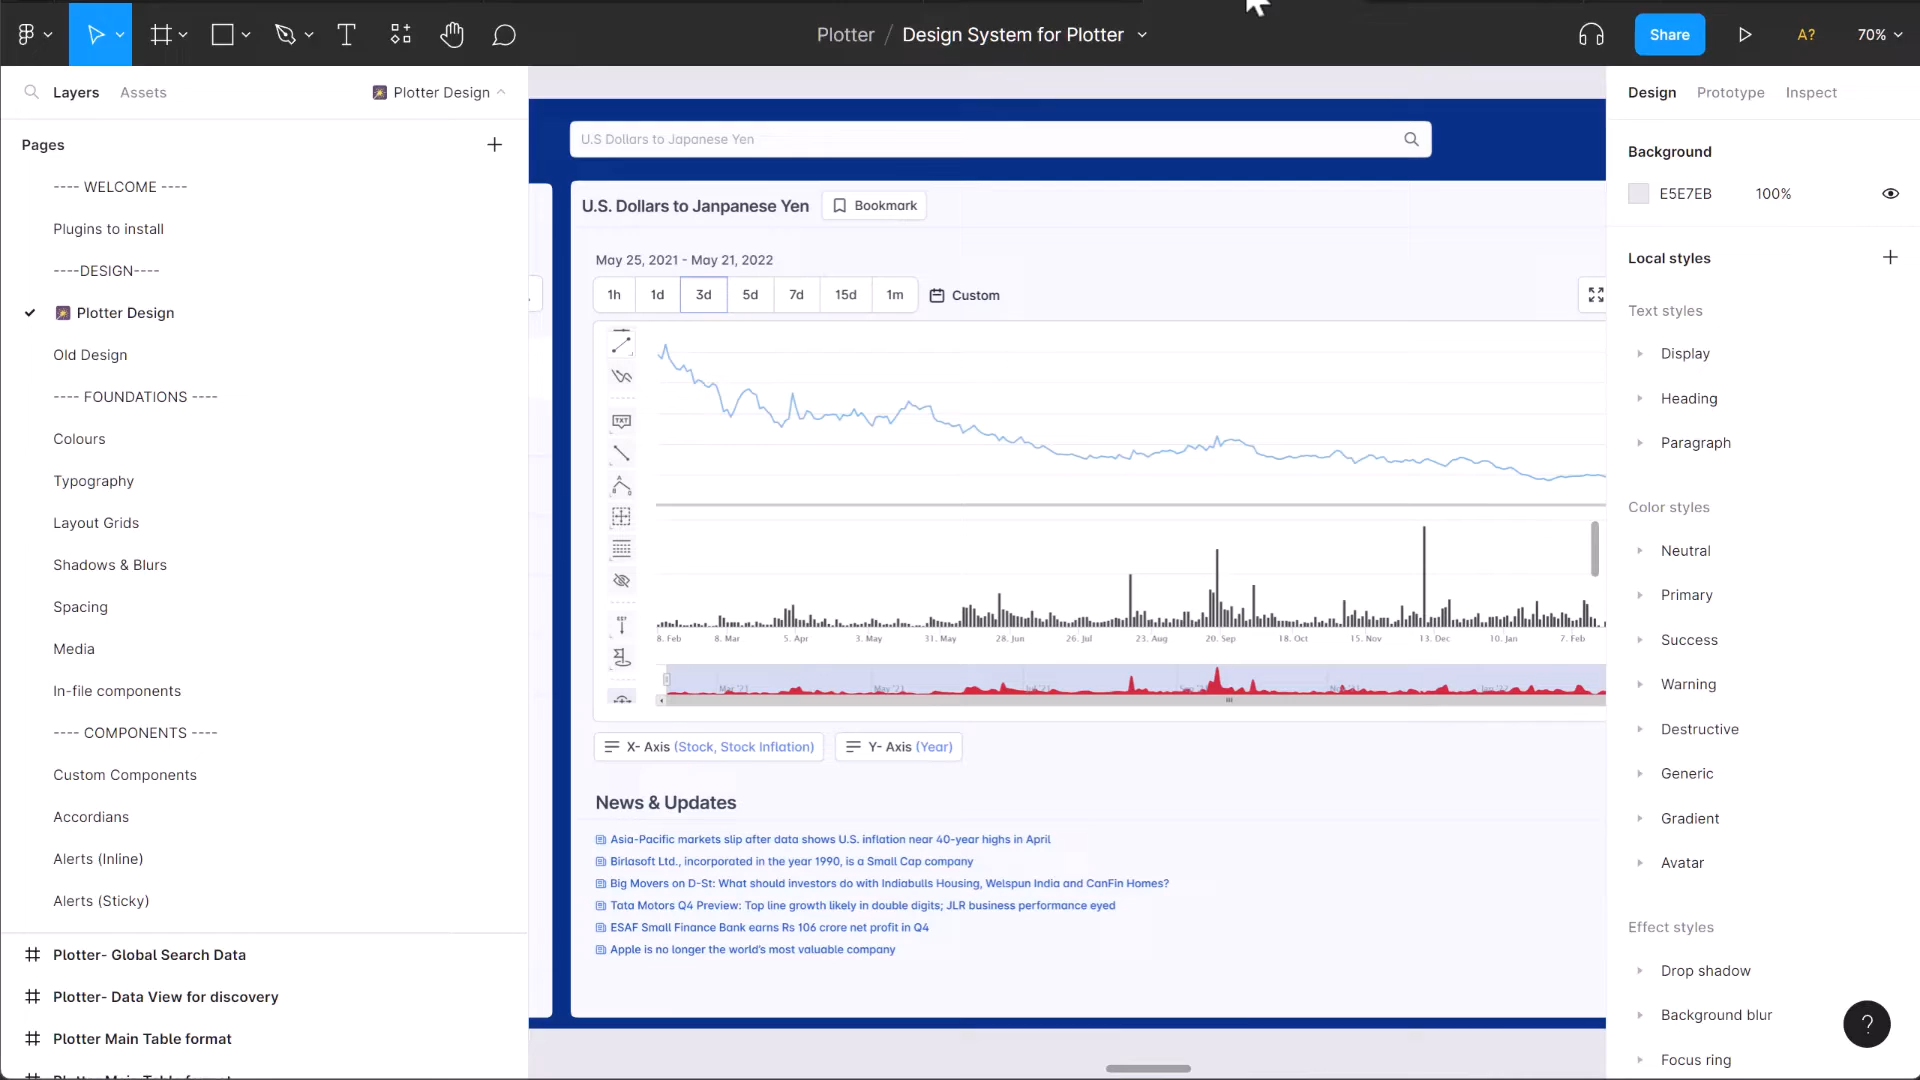 Plotter / Design System for Plotter
Share
A?
70%
Layers Assets Plotter Design
Pages
---- WELCOME ----
Plugins to install
----DESIGN----
Plotter Design
Old Design
---- FOUNDATIONS ----
Colours
Typography
Layout Grids
Shadows & Blurs
Spacing
Media
In-file components
---- COMPONENTS ----
Custom Components
Accordians
Alerts (Inline)
Alerts (Sticky)
Plotter- Global Search Data
Plotter- Data View for discovery
Plotter Main Table format
U.S Dollars to Japanese Yen
U.S. Dollars to Janpanese Yen
Bookmark
May 25, 2021 - May 21, 2022
1h 1d 3d 5d 7d 15d 1m Custom
TXT
8. Feb 8. Mar 5. Apr 3. May 31. May 28. Jun 26. Jul 23. Aug 20. Sep 18. Oct 15. Nov 13. Dec 10. Jan 7. Feb
X- Axis (Stock, Stock Inflation)
Y- Axis (Year)
News & Updates
Asia-Pacific markets slip after data shows U.S. inflation near 40-year highs in April
Birlasoft Ltd., incorporated in the year 1990, is a Small Cap company
Big Movers on D-St: What should investors do with Indiabulls Housing, Welspun India and CanFin Homes?
Tata Motors Q4 Preview: Top line growth likely in double digits; JLR business performance eyed
ESAF Small Finance Bank earns Rs 106 crore net profit in Q4
Apple is no longer the world's most valuable company
Design Prototype Inspect
Background
E5E7EB 100%
Local styles
Text styles
Display
Heading
Paragraph
Color styles
Neutral
Primary
Success
Warning
Destructive
Generic
Gradient
Avatar
Effect styles
Drop shadow
Background blur
Focus ring
?